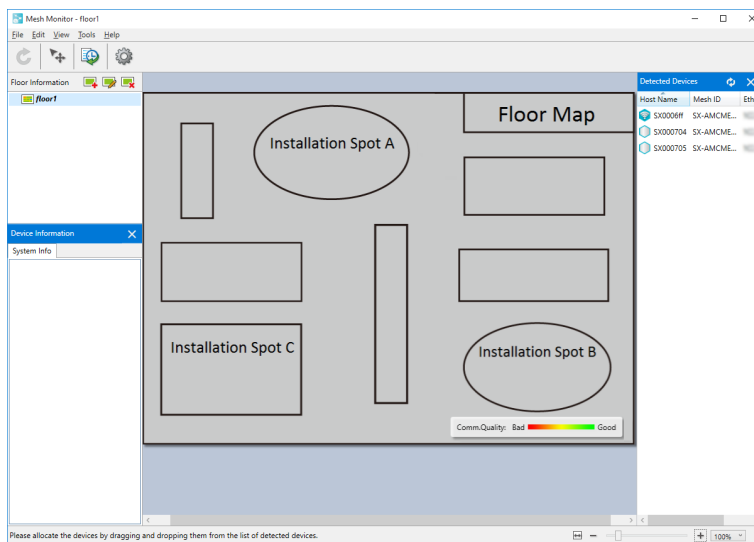 Mesh Monitor - floor1
File Edit View Tools Help
Floor Information
floor1
Device Information
System Info
Floor Map
Installation Spot A
Installation Spot C
Installation Spot B
Comm.Quality: Bad Good
Detected Devices
Host Name Mesh ID Eth
SX0006ff SX-AMCME...
SX000704 SX-AMCME...
SX000705 SX-AMCME...
Please allocate the devices by dragging and dropping them from the list of detected devices.
100%